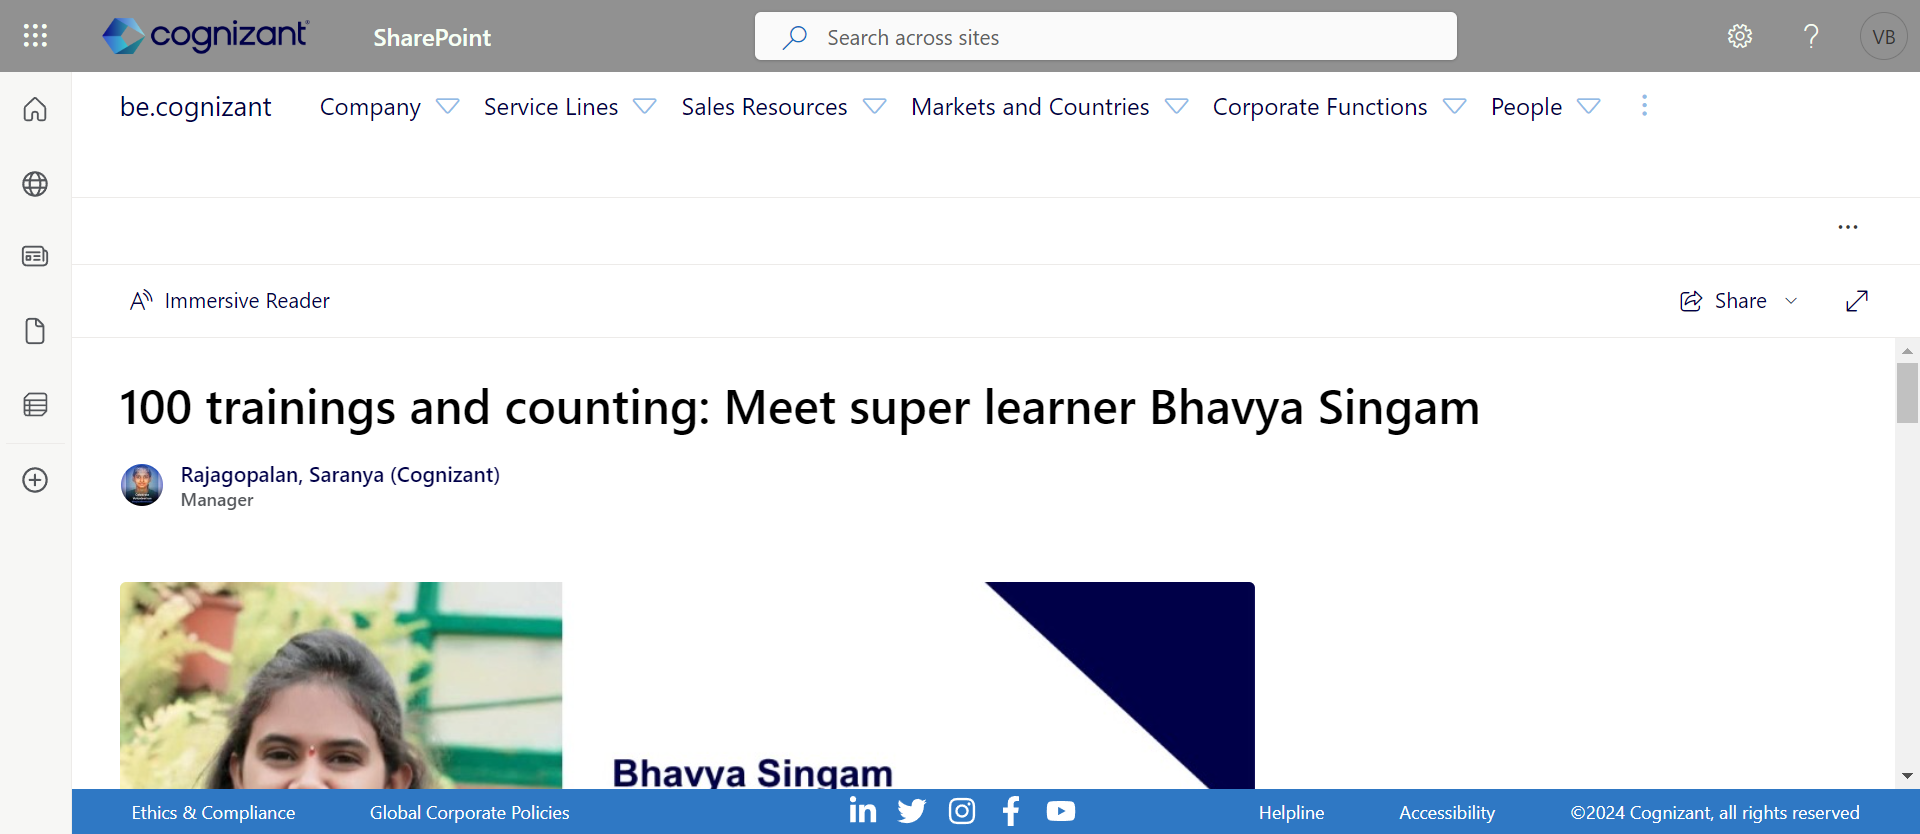 cognizant
SharePoint
Search across sites
VB
be.cognizant
Company
Service Lines
Sales Resources
Markets and Countries
Corporate Functions
People
Immersive Reader
Share
100 trainings and counting: Meet super learner Bhavya Singam
Rajagopalan, Saranya (Cognizant)
Manager
Bhavya Singam
Ethics & Compliance
Global Corporate Policies
Helpline
Accessibility
©2024 Cognizant, all rights reserved